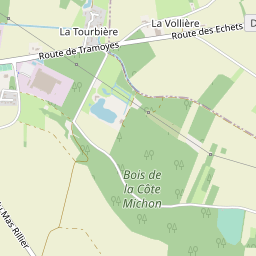 La Tourbière
La Vollière
Route de Tramoyes
Route des Echets
D
Bois de
la Côte
Michon
u Mas Rillier